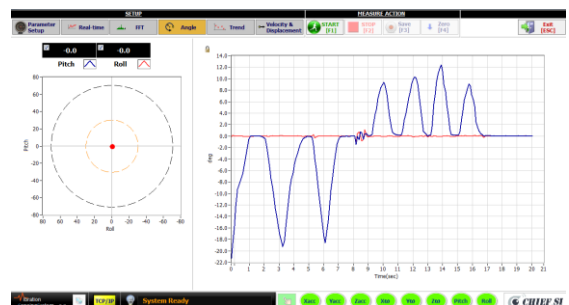 SETUP
MEASURE ACTION
Parameter Setup
Real-time
FFT
Angle
Trend
Velocity & Displacement
START [F1]
STOP [F2]
Save [F3]
Zero [F4]
Exit [ESC]
-0.0
-0.0
Pitch
Roll
80
60
40
20
0
-20
-40
-60
-80
Pitch
80 60 40 20 0 -20 -40 -60 -80
Roll
14.0
12.0
10.0
8.0
6.0
4.0
2.0
0.0
-2.0
-4.0
-6.0
-8.0
-10.0
-12.0
-14.0
-16.0
-18.0
-20.0
-22.0
deg
0 1 2 3 4 5 6 7 8 9 10 11 12 13 14 15 16 17 18 19 20 21
Time(sec)
TCP/IP
System Ready
Xacc
Yacc
Zacc
Pitch
Roll
CHIEF SI